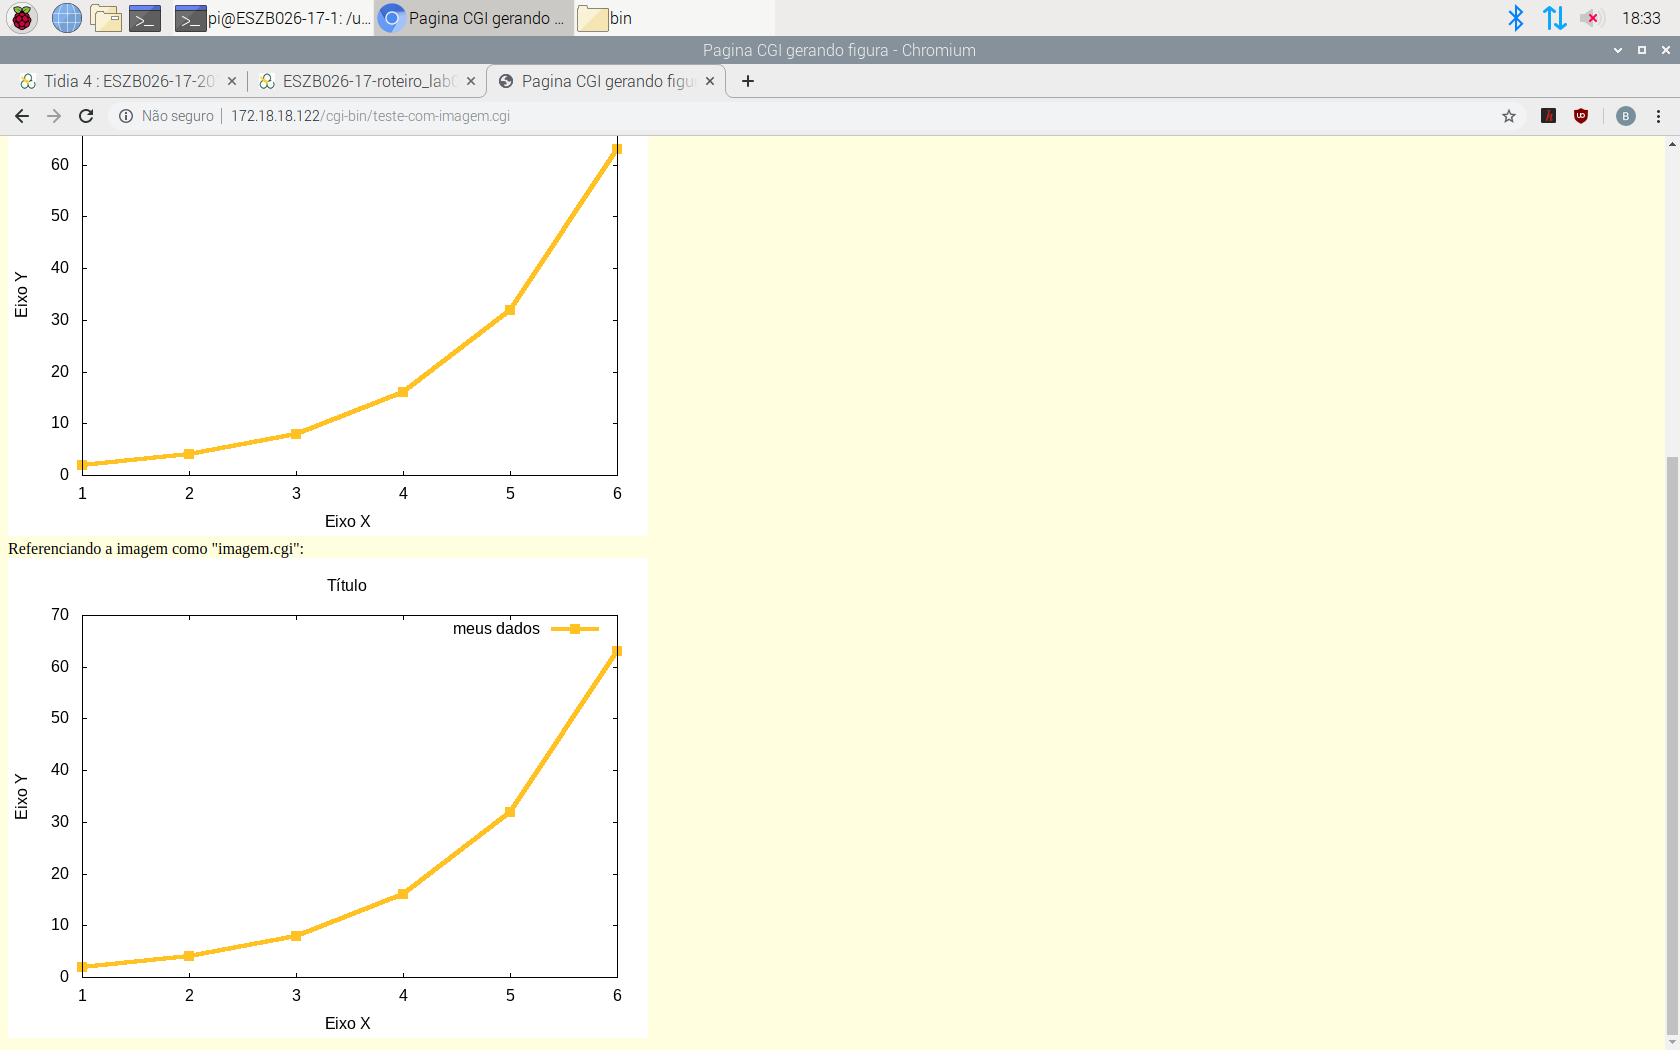 pi@ESZB026-17-1: /u...
Pagina CGI gerando ...
bin
18:33
Pagina CGI gerando figura - Chromium
Tidia 4 : ESZB026-17-20
ESZB026-17-roteiro_lab0
Pagina CGI gerando figu
Não seguro
172.18.18.122/cgi-bin/teste-com-imagem.cgi
B
60
50
40
30
20
10
0
Eixo Y
1 2 3 4 5 6
Eixo X
Referenciando a imagem como "imagem.cgi":
Título
meus dados
70
60
50
40
30
20
10
0
Eixo Y
1 2 3 4 5 6
Eixo X